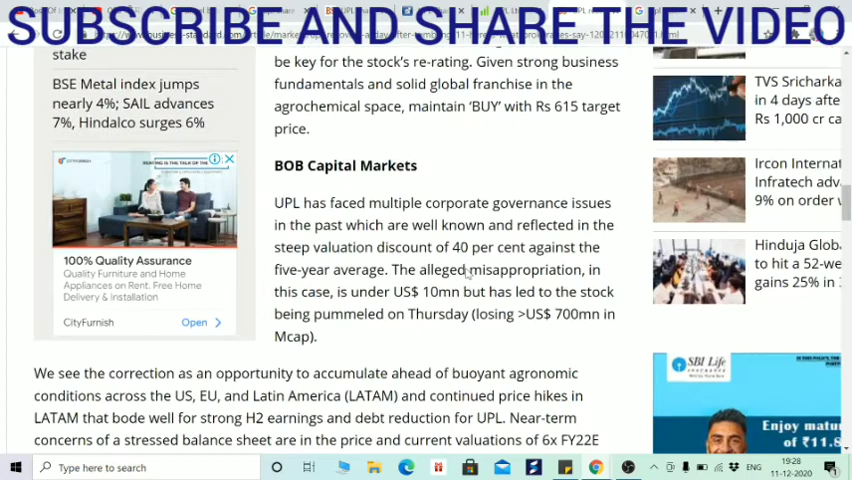 SUBSCRIBE AND SHARE THE VIDEO
stake
BSE Metal index jumps
nearly 4%; SAIL advances
7%, Hindalco surges 6%
100% Quality Assurance
Quality Furniture and Home
Appliances on Rent. Free Home
Delivery & Installation
CityFurnish
Open
be key for the stock's re-rating. Given strong business
fundamentals and solid global franchise in the
agrochemical space, maintain 'BUY' with Rs 615 target
price.
BOB Capital Markets
UPL has faced multiple corporate governance issues
in the past which are well known and reflected in the
steep valuation discount of 40 per cent against the
five-year average. The alleged misappropriation, in
this case, is under US$ 10mn but has led to the stock
being pummeled on Thursday (losing >US$ 700mn in
Mcap).
We see the correction as an opportunity to accumulate ahead of buoyant agronomic
conditions across the US, EU, and Latin America (LATAM) and continued price hikes in
LATAM that bode well for strong H2 earnings and debt reduction for UPL. Near-term
concerns of a stressed balance sheet are in the price and current valuations of 6x FY22E
TVS Sricharka
in 4 days after
Rs 1,000 cr ca
Ircon Internat
Infratech adv
9% on order w
Hinduja Globa
to hit a 52-we
gains 25% in
SBI Life
Enjoy matu
of ₹11.8
Type here to search
ENG
19:28
11-12-2020